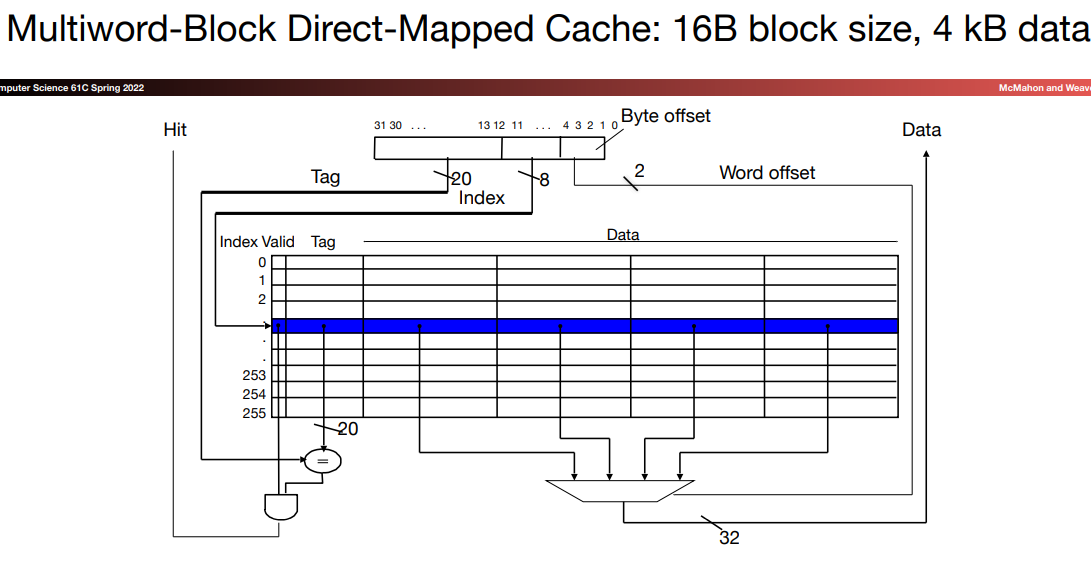 Multiword-Block Direct-Mapped Cache: 16B block size, 4 kB data
mputer Science 61C Spring 2022
McMahon and Weav
Hit
31 30 ...
13 12 11 ... 4 3 2 1 0
Byte offset
Data
Tag
20
8
2
Word offset
Index
Index Valid Tag
Data
0
1
2
.
.
.
253
254
255
20
=
32